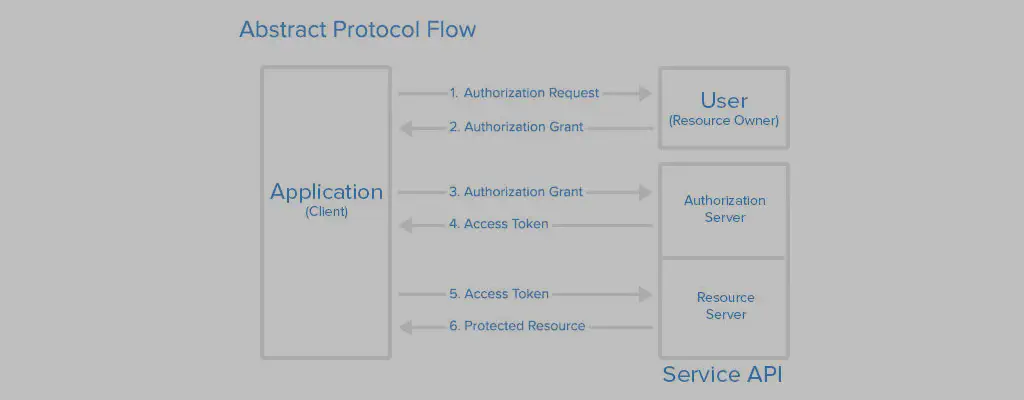 Abstract Protocol Flow
Application
(Client)
1. Authorization Request
2. Authorization Grant
User
(Resource Owner)
3. Authorization Grant
4. Access Token
Authorization
Server
5. Access Token
6. Protected Resource
Resource
Server
Service API